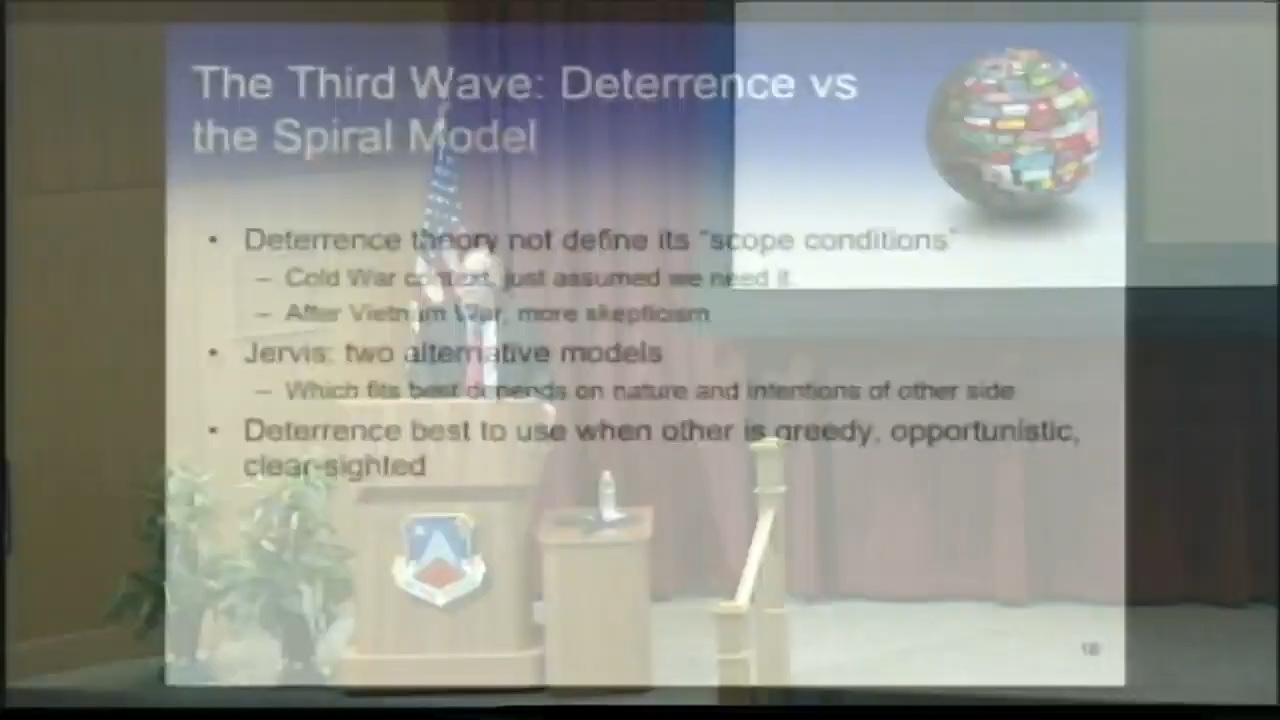 The Third Wave: Deterrence vs
the Spiral Model
• Deterrence theory not define its "scope conditions"
– Cold War context, just assumed we need it.
– After Vietnam War, more skepticism
• Jervis: two alternative models
– Which fits best depends on nature and intentions of other side
• Deterrence best to use when other is greedy, opportunistic,
clear-sighted
18